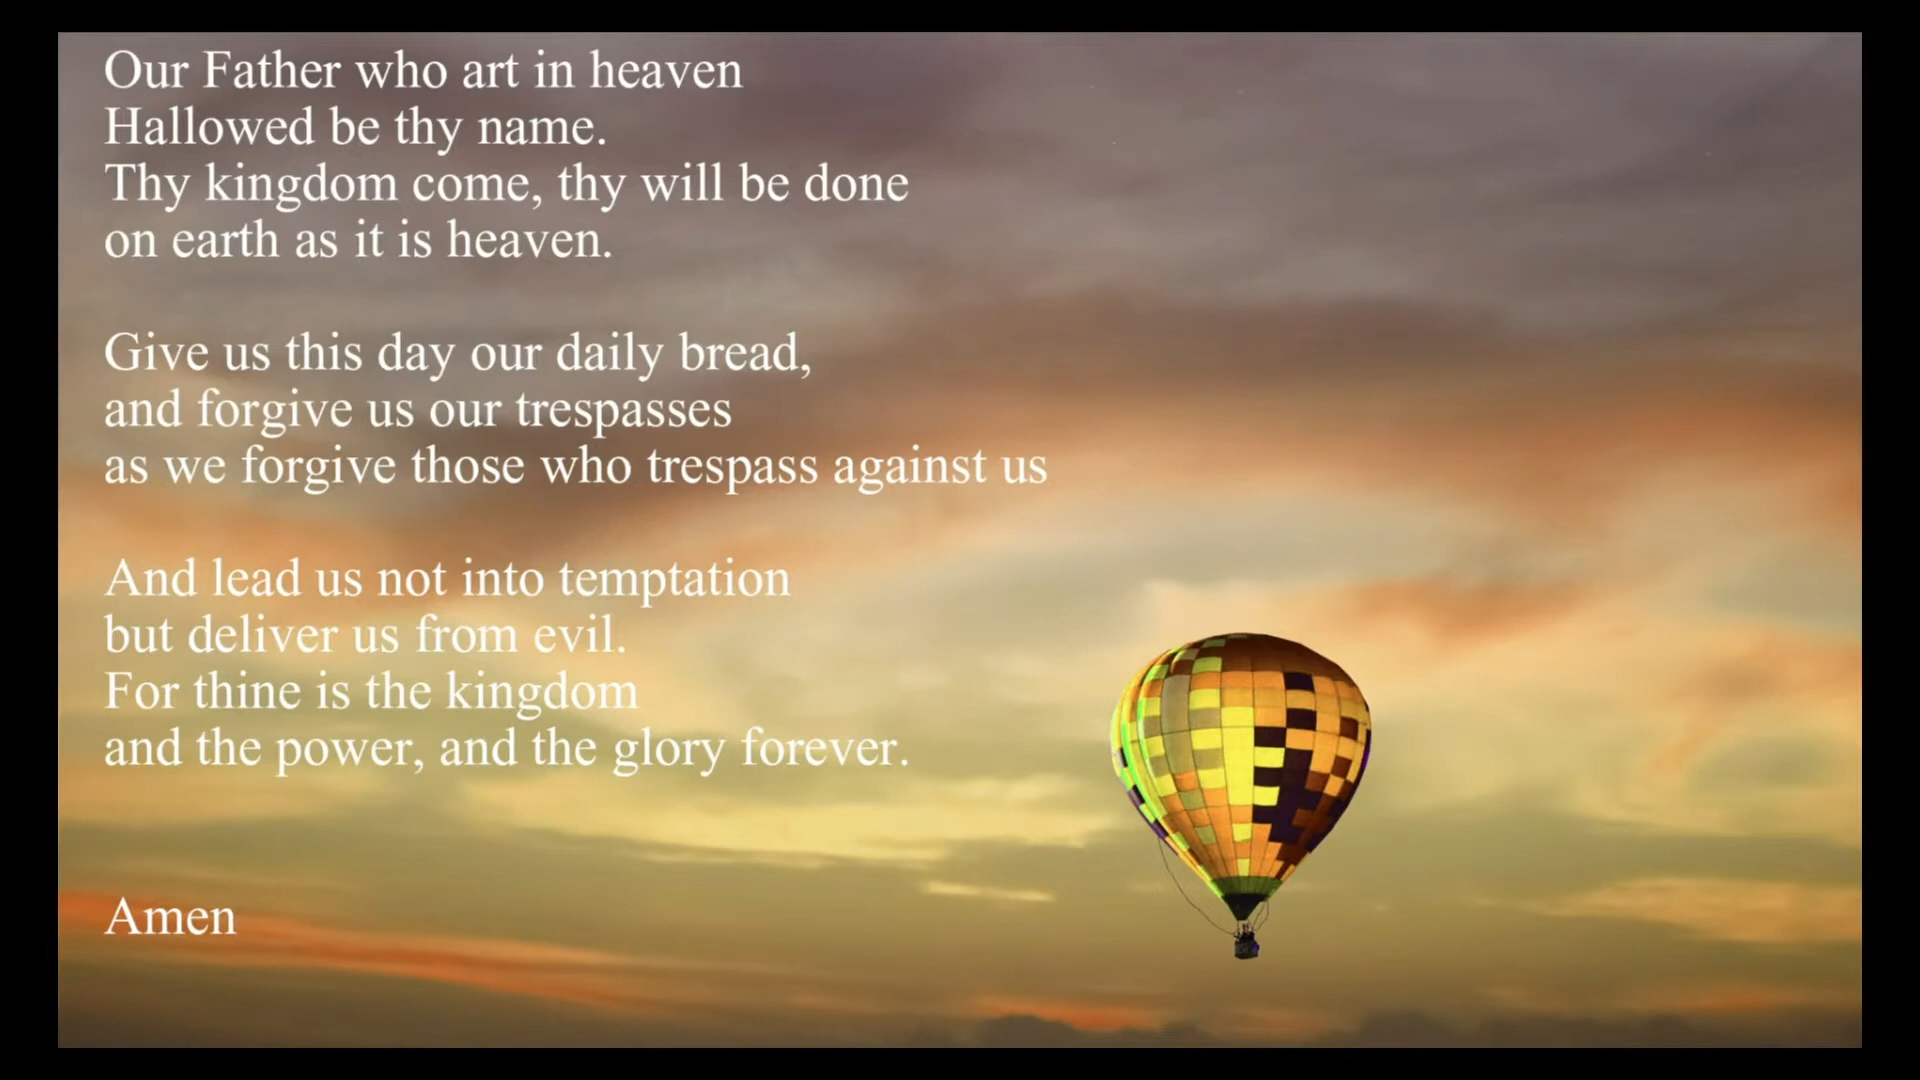 Our Father who art in heaven
Hallowed be thy name.
Thy kingdom come, thy will be done
on earth as it is heaven.
Give us this day our daily bread,
and forgive us our trespasses
as we forgive those who trespass against us
And lead us not into temptation
but deliver us from evil.
For thine is the kingdom
and the power, and the glory forever.
Amen